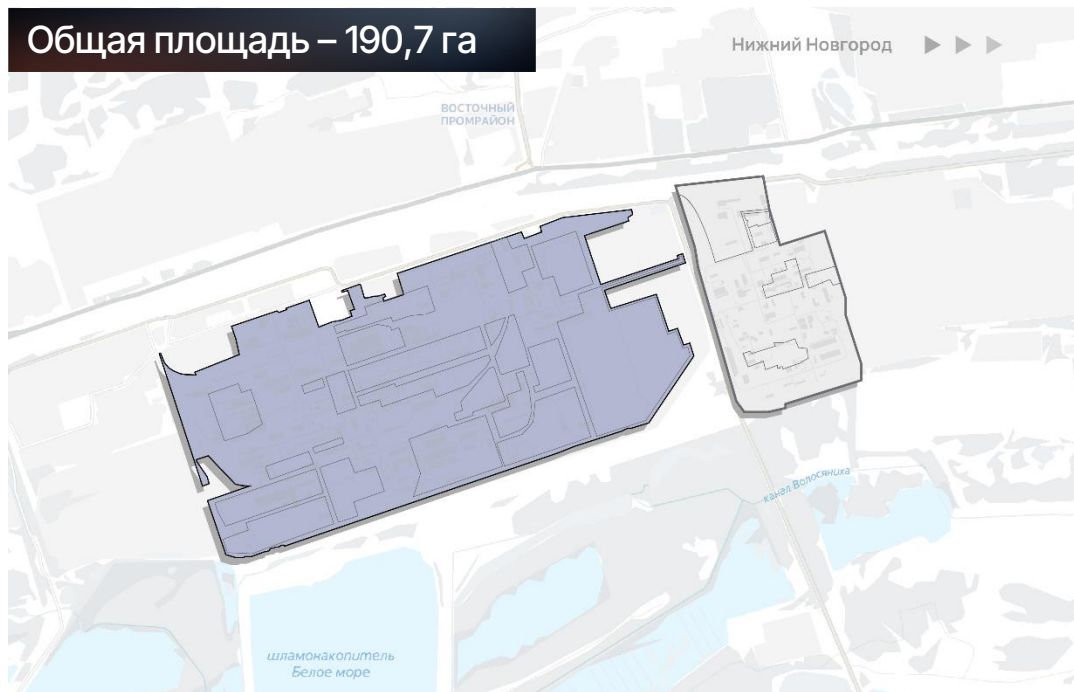 Общая площадь – 190,7 га
Нижний Новгород
ВОСТОЧНЫЙ
ПРОМРАЙОН
канал Волосяниха
шламонакопитель
Белое море